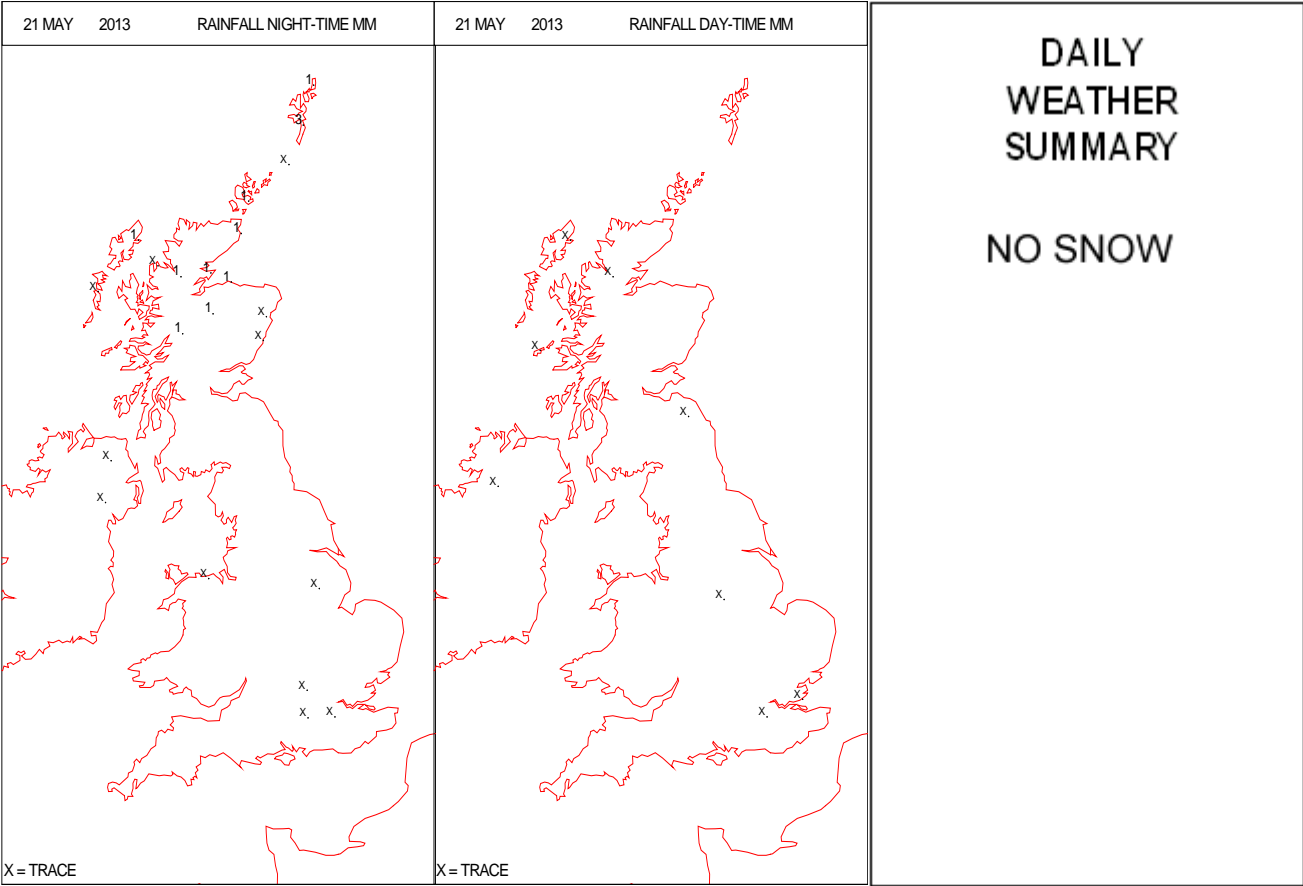 21 MAY 2013 RAINFALL NIGHT-TIME MM
1.
3.
X.
1.
1.
1.
X.
1.
1.
1.
X.
1.
X.
1.
X.
X.
X.
X.
X.
X.
X.
X.
X.
X = TRACE
21 MAY 2013 RAINFALL DAY-TIME MM
X.
X.
X.
X.
X.
X.
X.
X.
X = TRACE
DAILY
WEATHER
SUMMARY
NO SNOW